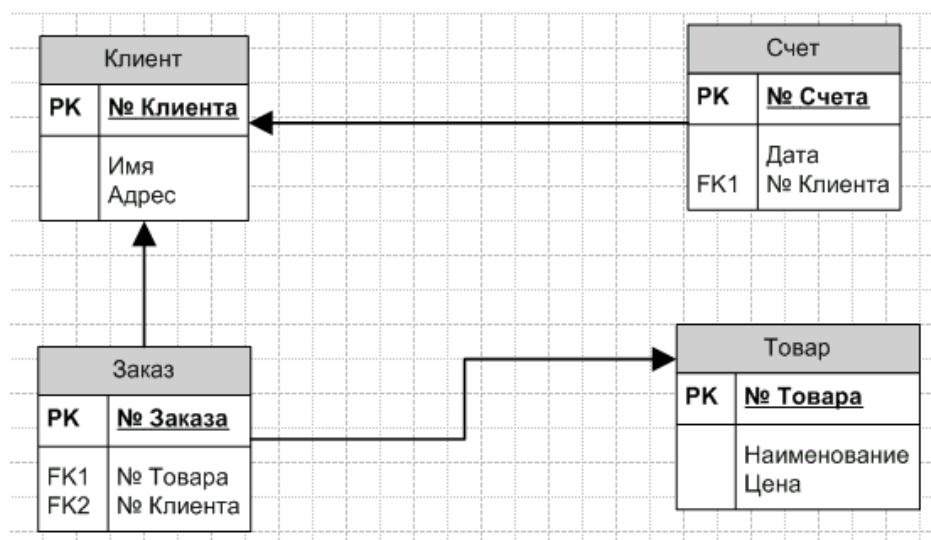 Клиент
PK № Клиента
Имя
Адрес
Счет
PK № Счета
Дата
FK1 № Клиента
Заказ
PK № Заказа
FK1 № Товара
FK2 № Клиента
Товар
PK № Товара
Наименование
Цена